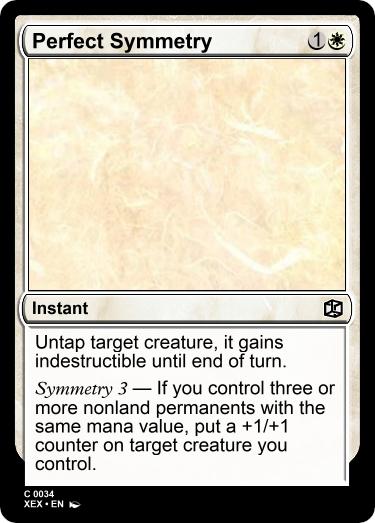 Perfect Symmetry 1
Instant
Untap target creature, it gains
indestructible until end of turn.
Symmetry 3 — If you control three or
more nonland permanents with the
same mana value, put a +1/+1
counter on target creature you
control.
C 0034
XEX • EN